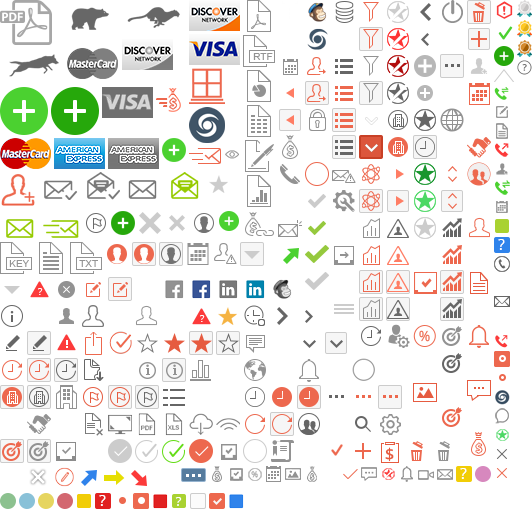 PDF
DISCOVER
NETWORK
RTF
MasterCard
DISCOVER
NETWORK
VISA
VISA
MasterCard
AMERICAN
EXPRESS
AMERICAN
EXPRESS
KEY
TXT
PDF
XLS